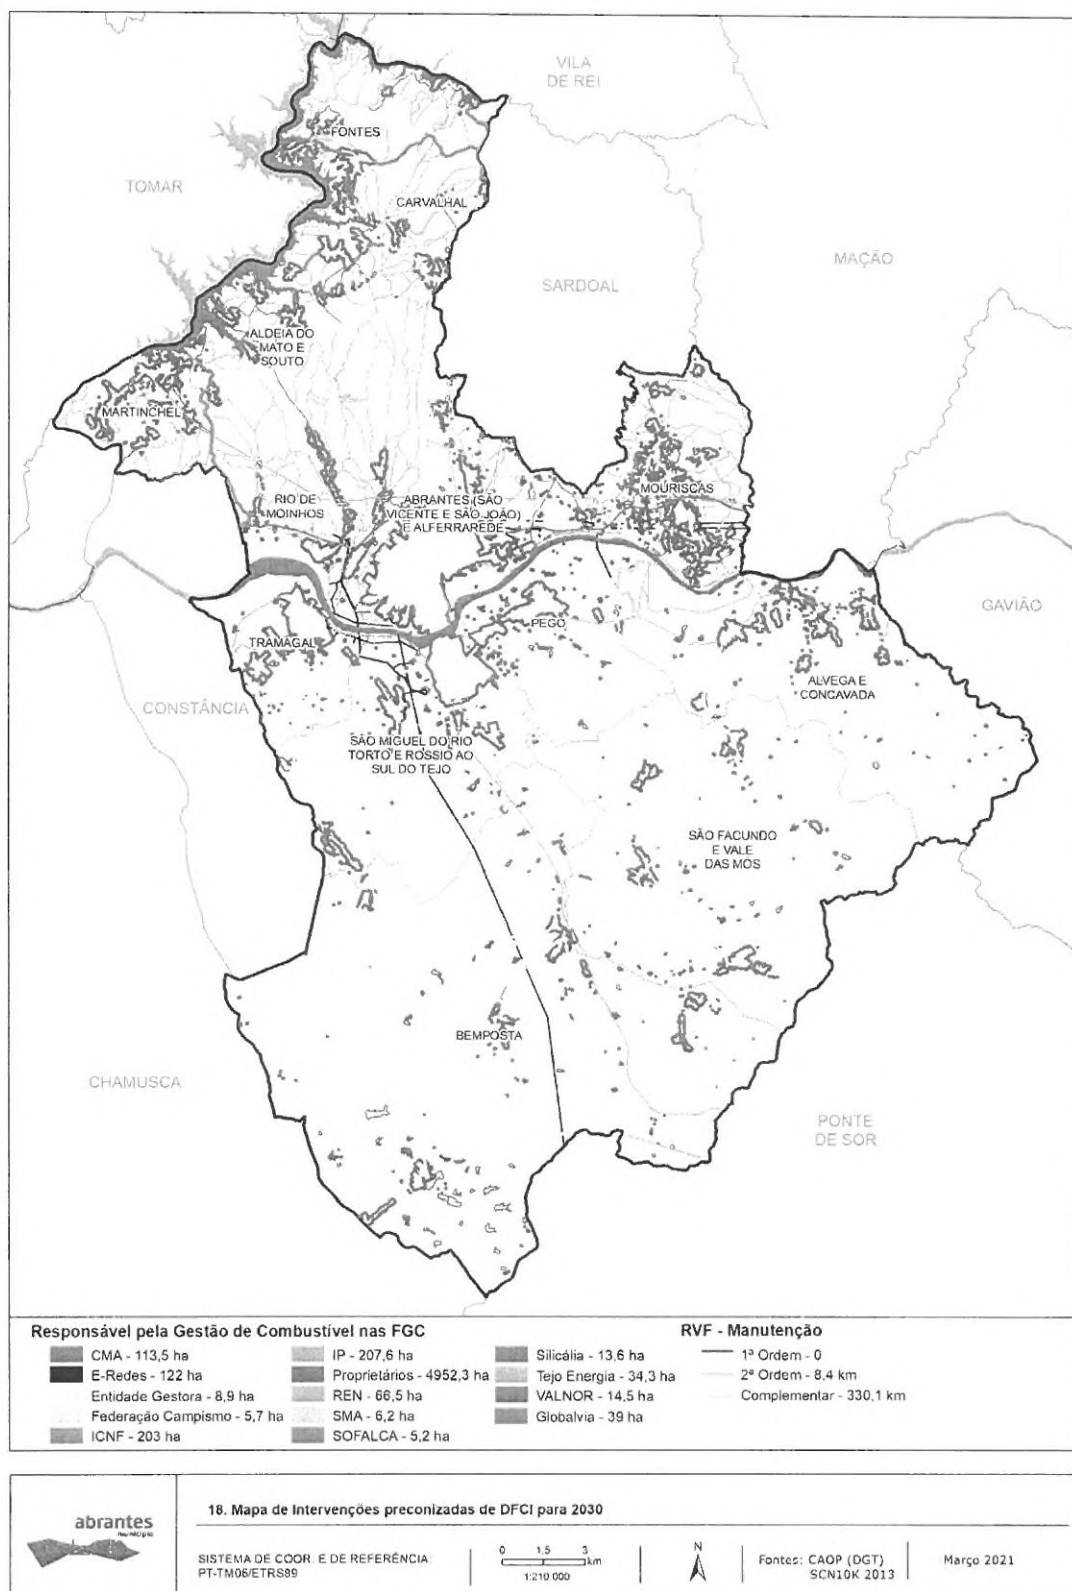 VILA
DE REI
FONTES
TOMAR
CARVALHAL
MAÇÃO
SARDOAL
ALDEIA DO
MATO E
SOUTO
MARTINCHEL
MOURISCAS
RIO DE
MOINHOS
ABRANTES (SÃO
VICENTE E SÃO JOÃO)
E ALFERRAREDE
GAVIÃO
PEGO
TRAMAGAL
ALVEGA E
CONCAVADA
CONSTÂNCIA
SÃO MIGUEL DO RIO
TORTO E ROSSIO AO
SUL DO TEJO
SÃO FACUNDO
E VALE
DAS MÓS
BEMPOSTA
CHAMUSCA
PONTE
DE SOR
Responsável pela Gestão de Combustível nas FGC
CMA - 113,5 ha
E-Redes - 122 ha
Entidade Gestora - 8,9 ha
Federação Campismo - 5,7 ha
ICNF - 203 ha
IP - 207,6 ha
Proprietários - 4952,3 ha
REN - 66,5 ha
SMA - 6,2 ha
SOFALCA - 5,2 ha
Silicália - 13,6 ha
Tejo Energia - 34,3 ha
VALNOR - 14,5 ha
Globalvia - 39 ha
RVF - Manutenção
1ª Ordem - 0
2ª Ordem - 8,4 km
Complementar - 330,1 km
abrantes
município
18. Mapa de Intervenções preconizadas de DFCI para 2030
SISTEMA DE COOR. E DE REFERÊNCIA
PT-TM06/ETRS89
0 1,5 3
km
1:210 000
N
Fontes: CAOP (DGT)
SCN10K 2013
Março 2021